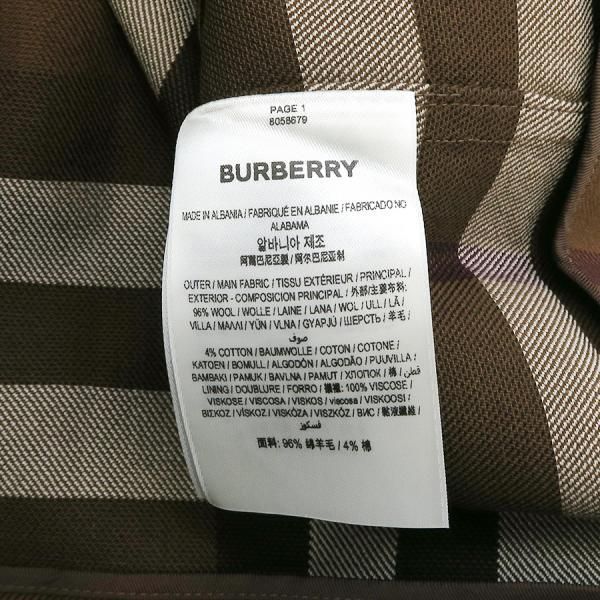 PAGE 1
8058679
BURBERRY
MADE IN ALBANIA / FABRIQUÉ EN ALBANIE / FABRICADO NO
ALABAMA
알바니아 제조
阿爾巴尼亞製 / 阿尔巴尼亚制
OUTER / MAIN FABRIC / TISSU EXTÉRIEUR / PRINCIPAL /
EXTERIOR - COMPOSICION PRINCIPAL / 外部/主要布料:
96% WOOL / WOLLE / LAINE / LANA / WOL / ULL / LÃ /
VILLA / ΜΑΛΛΙ / YÜN / VLNA / GYAPJÚ / ШЕРСТЬ / 羊毛 /
صوف
4% COTTON / BAUMWOLLE / COTON / COTONE /
KATOEN / BOMULL / ALGODÓN / ALGODÃO / PUUVILLA /
BAMBAKI / PAMUK / BAVLNA / PAMUT / ХЛОПОК / 棉 / قطن /
LINING / DOUBLURE / FORRO / 襯裡: 100% VISCOSE /
VISKOSE / VISCOSA / VISKOS / viscosa / VISKOOSI /
ΒΙΣΚΟΖ / VİSKOZ / VISKÓZA / VISZKÓZ / ВИС / 黏液纖維 /
فسكوز
面料: 96% 绵羊毛 / 4% 棉